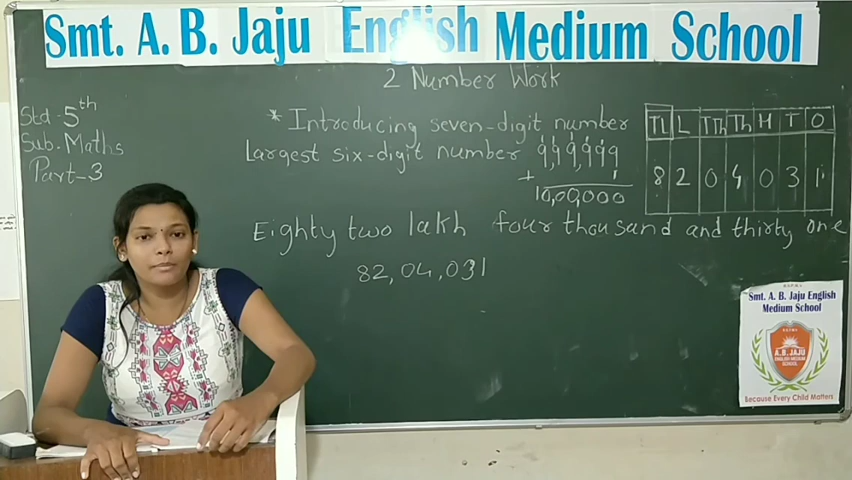 Smt. A. B. Jaju English Medium School
2 Number Work
Std - 5th
Sub. Maths
Part - 3
* Introducing seven-digit number
Largest six-digit number 9,99,999
+ 1
10,00,000
TL L TTh Th H T O
8 2 0 4 0 3 1
Eighty two lakh four thousand and thirty one
82,04,031
Smt. A. B. Jaju English
Medium School
A.B. JAJU
Because Every Child Matters